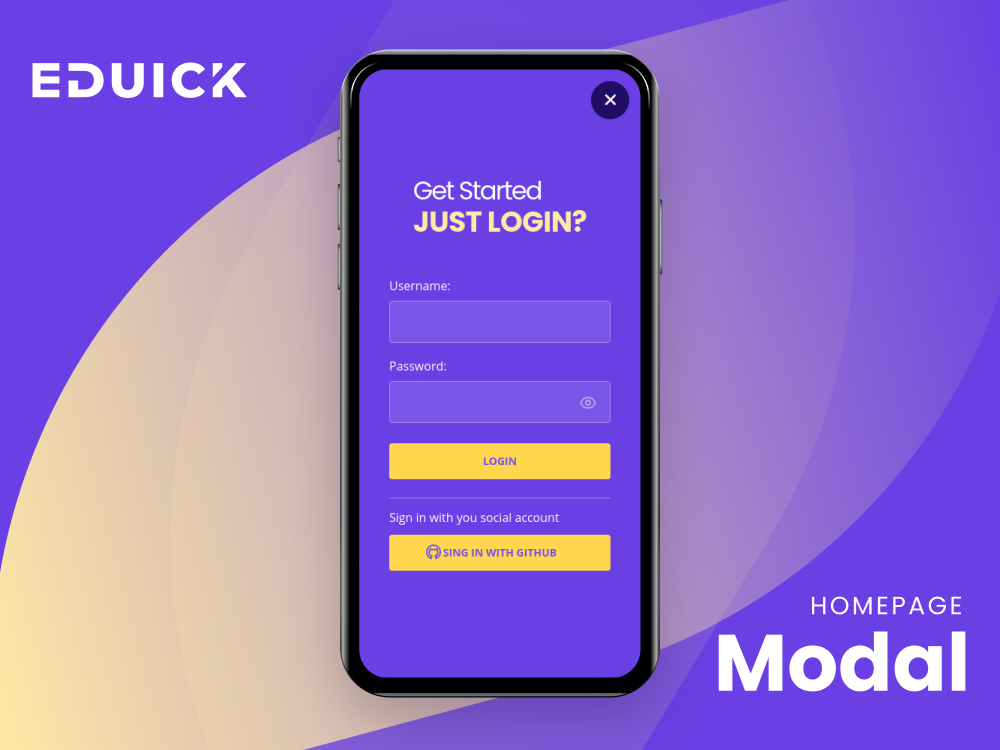 EDUICK
Get Started
JUST LOGIN?
Username:
Password:
LOGIN
Sign in with you social account
SING IN WITH GITHUB
HOMEPAGE
Modal